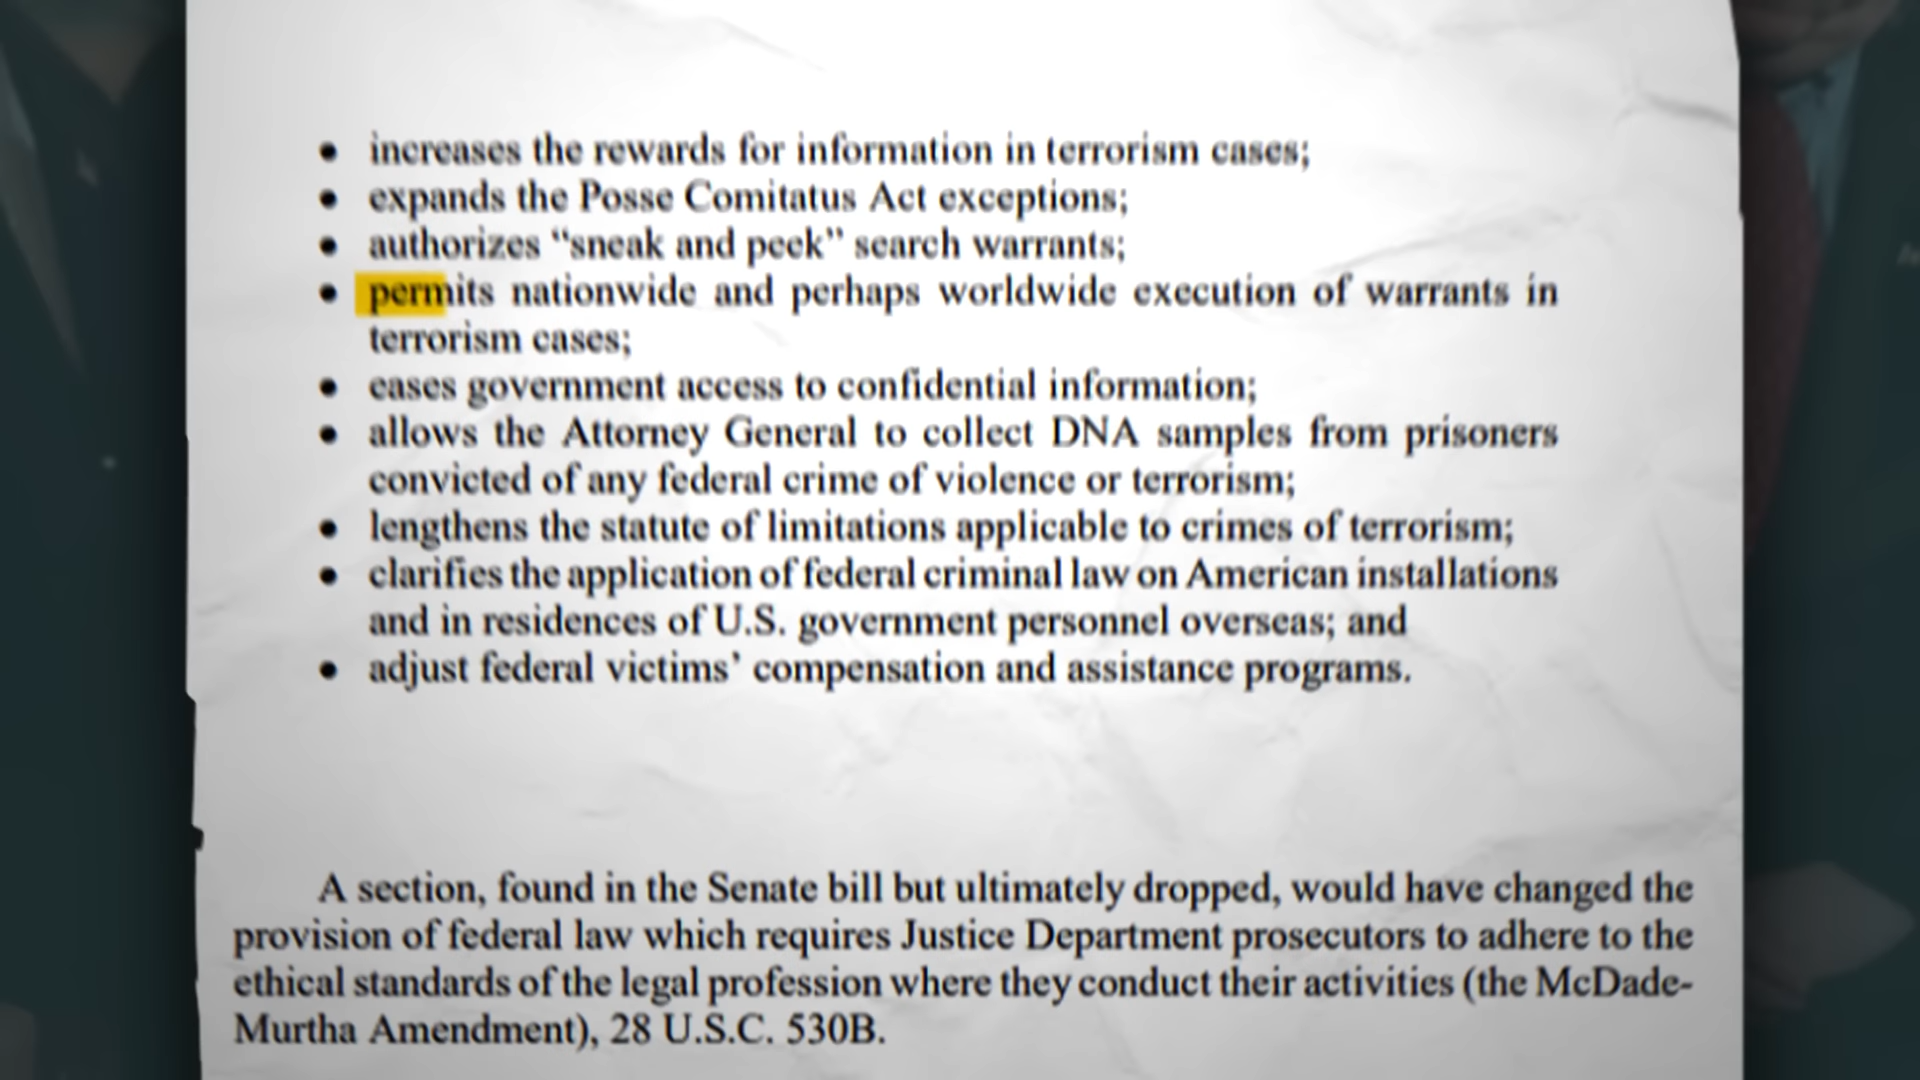 • increases the rewards for information in terrorism cases;
• expands the Posse Comitatus Act exceptions;
• authorizes “sneak and peek” search warrants;
• permits nationwide and perhaps worldwide execution of warrants in
terrorism cases;
• eases government access to confidential information;
• allows the Attorney General to collect DNA samples from prisoners
convicted of any federal crime of violence or terrorism;
• lengthens the statute of limitations applicable to crimes of terrorism;
• clarifies the application of federal criminal law on American installations
and in residences of U.S. government personnel overseas; and
• adjust federal victims’ compensation and assistance programs.
A section, found in the Senate bill but ultimately dropped, would have changed the
provision of federal law which requires Justice Department prosecutors to adhere to the
ethical standards of the legal profession where they conduct their activities (the McDade-
Murtha Amendment), 28 U.S.C. 530B.